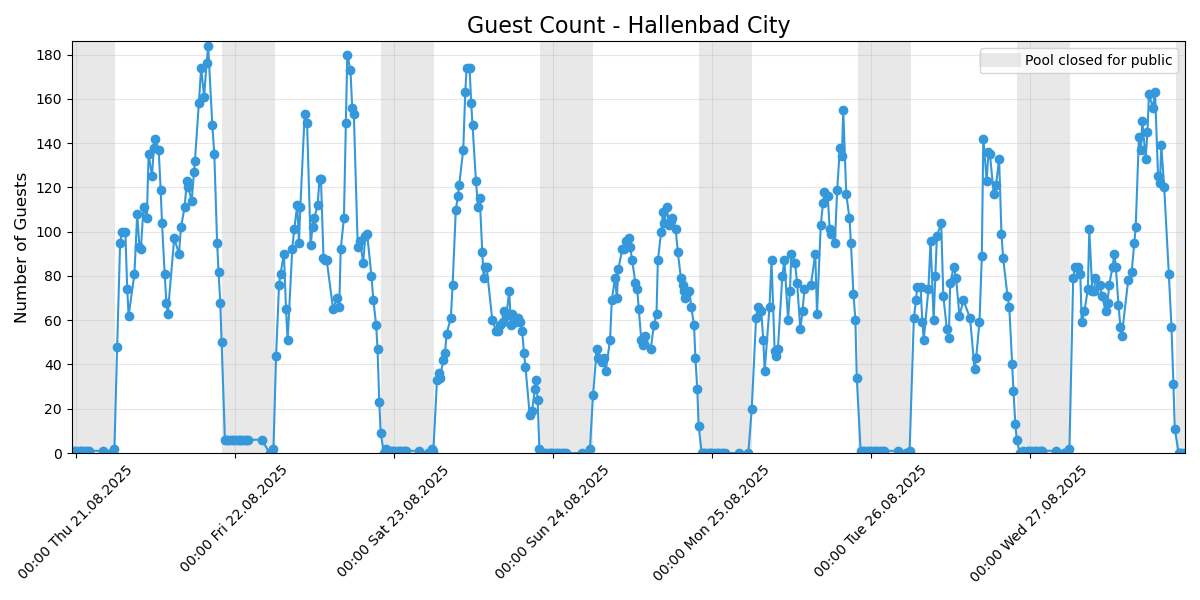 Guest Count - Hallenbad City
Pool closed for public
Number of Guests
180
160
140
120
100
80
60
40
20
0
00:00 Thu 21.08.2025
00:00 Fri 22.08.2025
00:00 Sat 23.08.2025
00:00 Sun 24.08.2025
00:00 Mon 25.08.2025
00:00 Tue 26.08.2025
00:00 Wed 27.08.2025